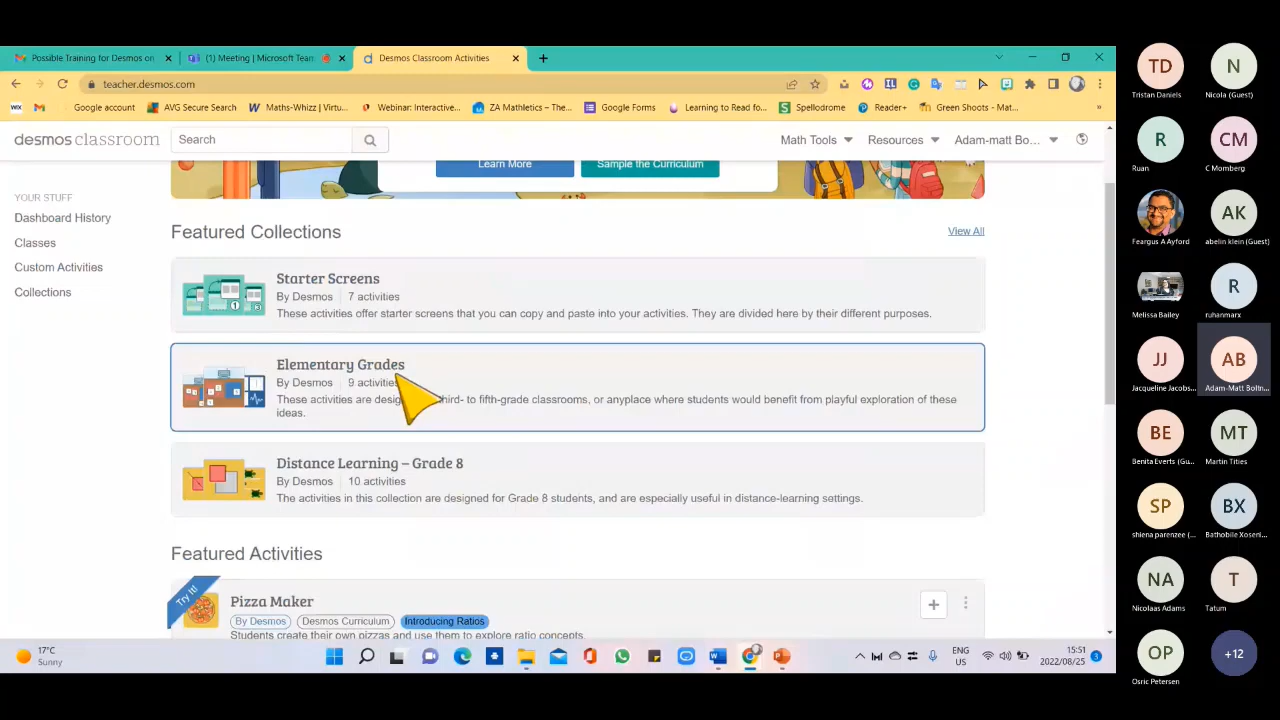 Possible Training for Desmos on
(1) Meeting | Microsoft Team
Desmos Classroom Activities
teacher.desmos.com
Google account
AVG Secure Search
Maths-Whizz | Virtu...
Webinar: Interactive...
ZA Mathletics – The...
Google Forms
Learning to Read fo...
Spellodrome
Reader+
Green Shoots - Mat...
desmos classroom
Search
Math Tools
Resources
Adam-matt Bo...
Learn More
Sample the Curriculum
YOUR STUFF
Dashboard History
Classes
Custom Activities
Collections
Featured Collections
View All
Starter Screens
By Desmos
7 activities
These activities offer starter screens that you can copy and paste into your activities. They are divided here by their different purposes.
Elementary Grades
By Desmos
9 activities
These activities are desig third- to fifth-grade classrooms, or anyplace where students would benefit from playful exploration of these
ideas.
Distance Learning – Grade 8
By Desmos
10 activities
The activities in this collection are designed for Grade 8 students, and are especially useful in distance-learning settings.
Featured Activities
Try It!
Pizza Maker
By Desmos
Desmos Curriculum
Introducing Ratios
Students create their own pizzas and use them to explore ratio concepts.
17°C
Sunny
ENG
US
15:51
2022/08/25
3
TD
Tristan Daniels
N
Nicola (Guest)
R
Ruan
CM
C Momberg
Feargus A Ayford
AK
abelin klein (Guest)
Melissa Bailey
R
ruhanmarx
JJ
Jacqueline Jacobs...
AB
Adam-Matt Boltn...
BE
Benita Everts (Gu...
MT
Martin Tities
SP
shiena parenzee (...
BX
Bathobile Xoseri...
NA
Nicolaas Adams
T
Tatum
OP
Osric Petersen
+12